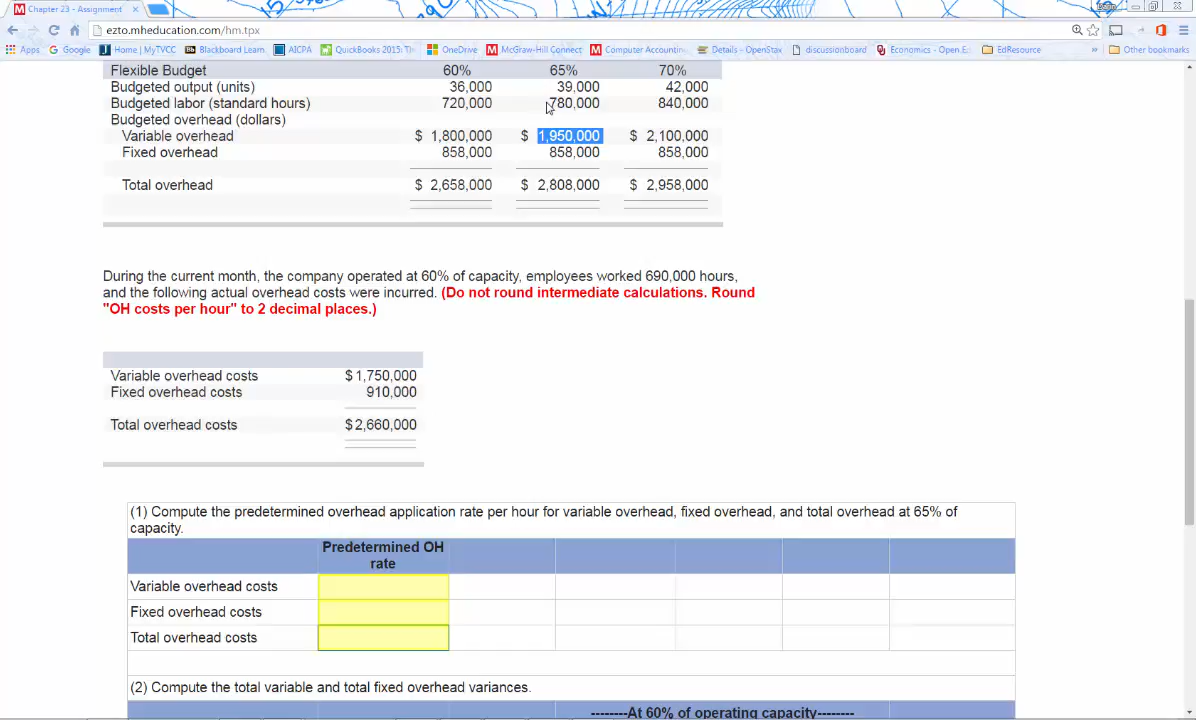 Chapter 23 - Assignment
ezto.mheducation.com/hm.tpx
Apps Google Home | MyTVCC Blackboard Learn AICPA QuickBooks 2015: Th OneDrive McGraw-Hill Connect Computer Accountin Details - OpenStax discussionboard Economics - Open.E EdResource » Other bookmarks
Flexible Budget 60% 65% 70%
Budgeted output (units) 36,000 39,000 42,000
Budgeted labor (standard hours) 720,000 780,000 840,000
Budgeted overhead (dollars)
Variable overhead $ 1,800,000 $ 1,950,000 $ 2,100,000
Fixed overhead 858,000 858,000 858,000
Total overhead $ 2,658,000 $ 2,808,000 $ 2,958,000
During the current month, the company operated at 60% of capacity, employees worked 690,000 hours,
and the following actual overhead costs were incurred. (Do not round intermediate calculations. Round
"OH costs per hour" to 2 decimal places.)
Variable overhead costs $ 1,750,000
Fixed overhead costs 910,000
Total overhead costs $ 2,660,000
(1) Compute the predetermined overhead application rate per hour for variable overhead, fixed overhead, and total overhead at 65% of
capacity.
Predetermined OH
rate
Variable overhead costs
Fixed overhead costs
Total overhead costs
(2) Compute the total variable and total fixed overhead variances.
--------At 60% of operating capacity--------